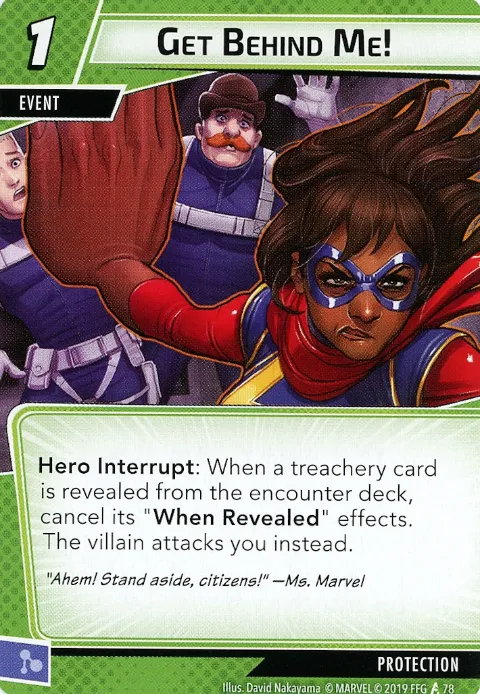 1
GET BEHIND ME!
EVENT
Hero Interrupt: When a treachery card
is revealed from the encounter deck,
cancel its "When Revealed" effects.
The villain attacks you instead.
"Ahem! Stand aside, citizens!" —Ms. Marvel
PROTECTION
Illus. David Nakayama © MARVEL © 2019 FFG 78